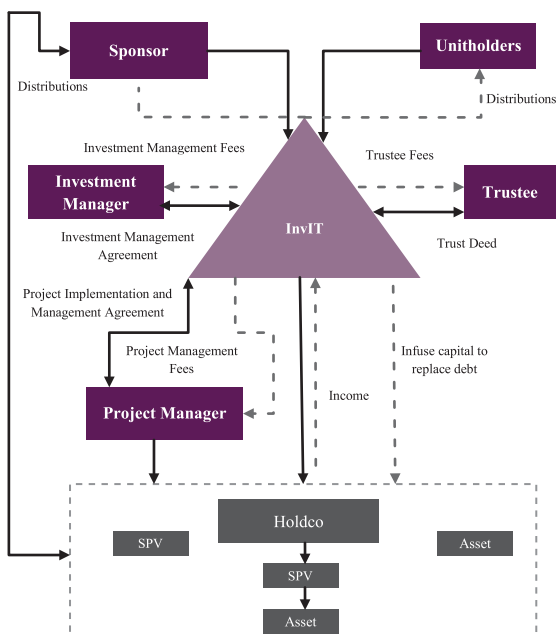 Sponsor
Unitholders
Distributions
Distributions
Investment Management Fees
Trustee Fees
Investment
Manager
InvIT
Trustee
Investment Management
Agreement
Trust Deed
Project Implementation and
Management Agreement
Project Management
Fees
Infuse capital to
replace debt
Income
Project Manager
Holdco
SPV
Asset
SPV
Asset